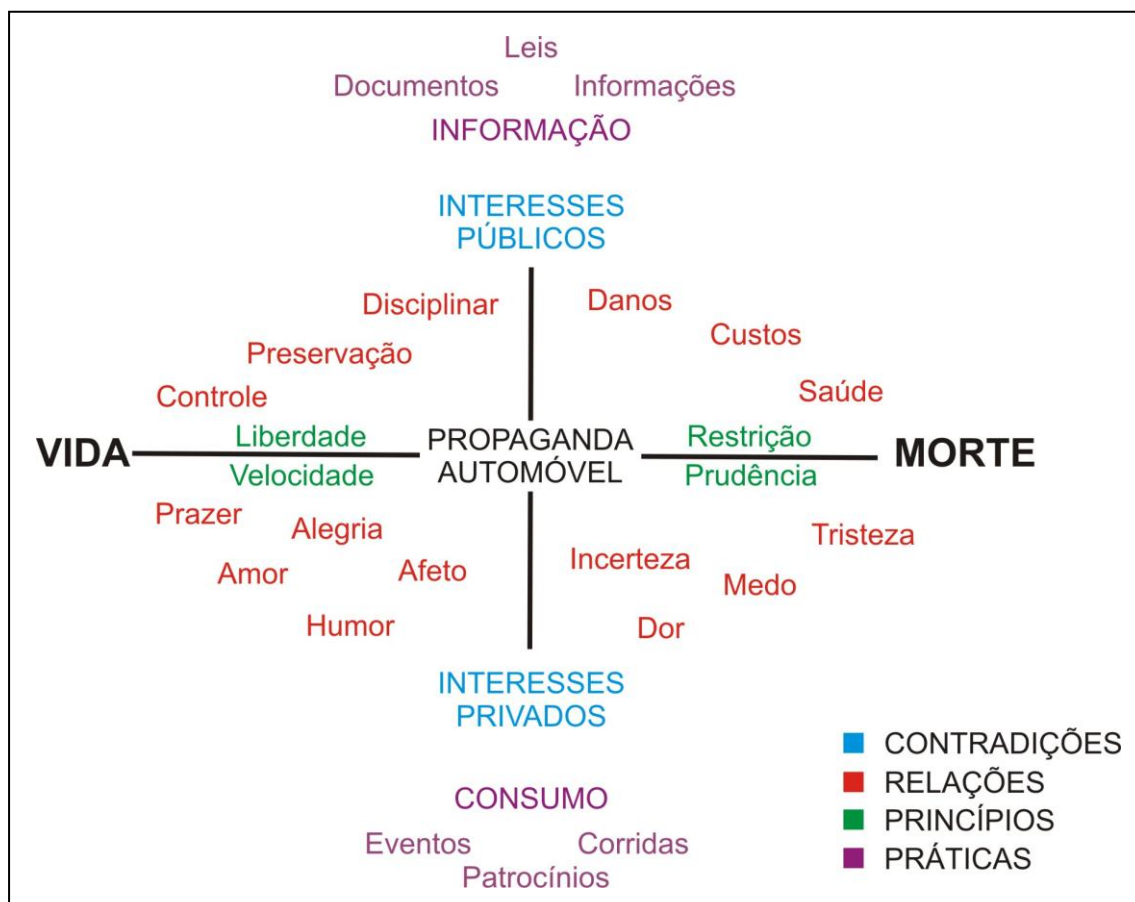 Leis
Documentos Informações
INFORMAÇÃO
INTERESSES
PÚBLICOS
Disciplinar Danos
Custos
Preservação
Controle Saúde
Liberdade Restrição
VIDA PROPAGANDA MORTE
AUTOMÓVEL
Velocidade Prudência
Prazer
Alegria Tristeza
Incerteza
Amor Afeto Medo
Humor Dor
INTERESSES
PRIVADOS
CONTRADIÇÕES
RELAÇÕES
PRINCÍPIOS
PRÁTICAS
CONSUMO
Eventos Corridas
Patrocínios